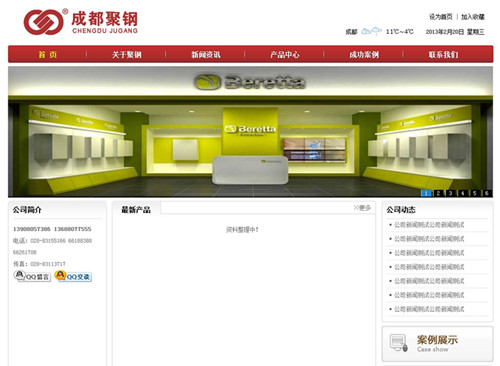 成都聚钢
CHENGDU JUGANG
设为首页 | 加入收藏
成都 11℃~4℃ 2013年2月20日 星期三
首 页 关于聚钢 新闻资讯 产品中心 成功案例 联系我们
Beretta
Beretta
1 2 3 4 5 6
公司简介
电话:
传真:
QQ留言 QQ交谈
最新产品 >>更多
资料整理中!
公司动态
公司新闻测试公司新闻测试
公司新闻测试公司新闻测试
公司新闻测试公司新闻测试
公司新闻测试公司新闻测试
公司新闻测试公司新闻测试
公司新闻测试公司新闻测试
公司新闻测试公司新闻测试
案例展示
Case show